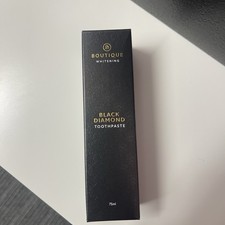 BOUTIQUE
WHITENING
BLACK
DIAMOND
TOOTHPASTE